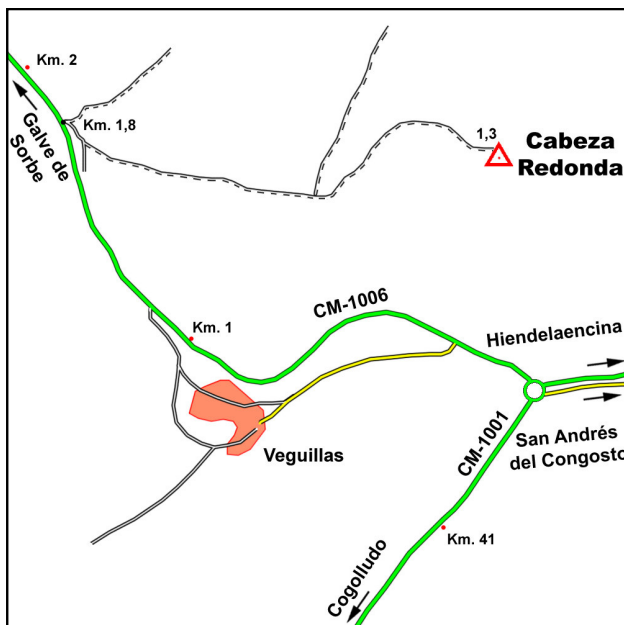 Km. 2
Galve de
Sorbe
Km. 1,8
1,3
Cabeza
Redonda
CM-1006
Km. 1
Hiendelaencina
San Andrés
del Congosto
Veguillas
CM-1001
Km. 41
Cogolludo